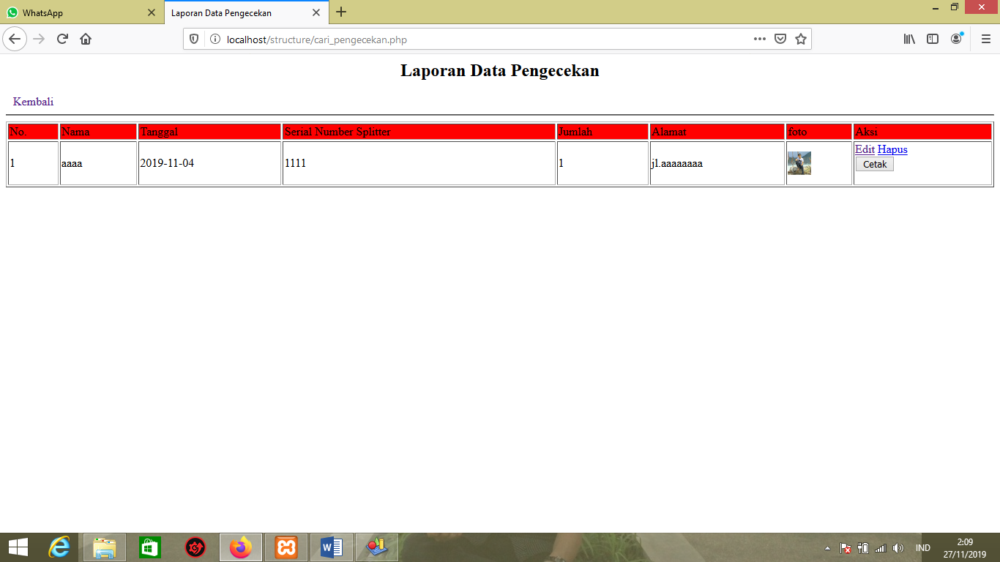 WhatsApp
Laporan Data Pengecekan
localhost/structure/cari_pengecekan.php
Laporan Data Pengecekan
Kembali
No. Nama Tanggal Serial Number Splitter Jumlah Alamat foto Aksi
1 aaaa 2019-11-04 1111 1 jl.aaaaaaaa Edit Hapus
Cetak
IND
2:09
27/11/2019